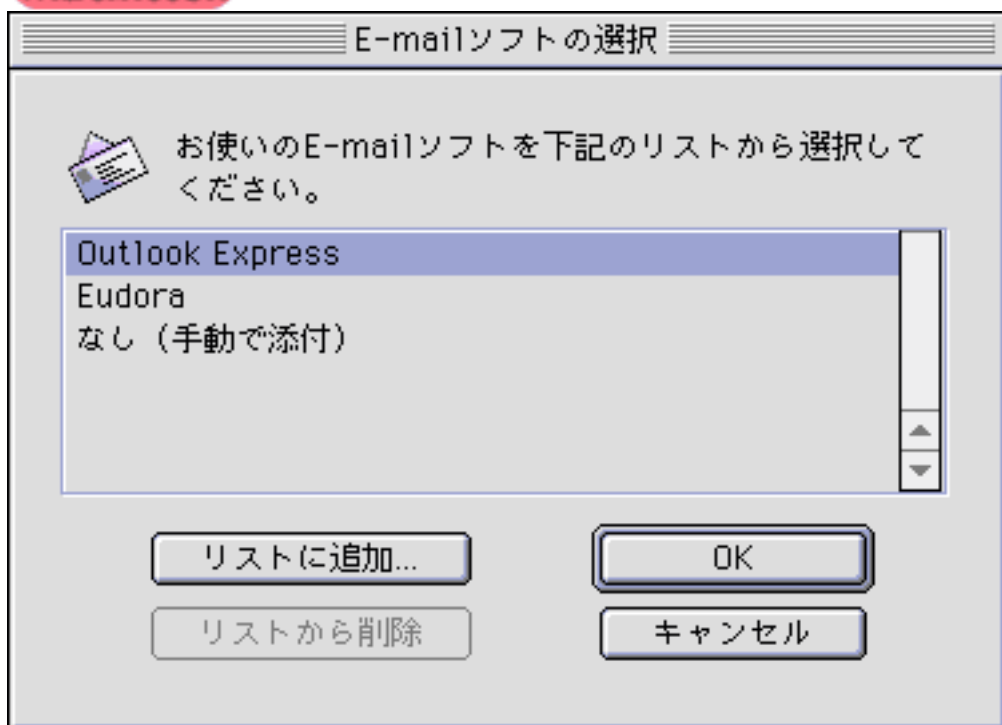 E-mailソフトの選択
お使いのE-mailソフトを下記のリストから選択して
ください。
Outlook Express
Eudora
なし（手動で添付）
リストに追加...
OK
リストから削除
キャンセル